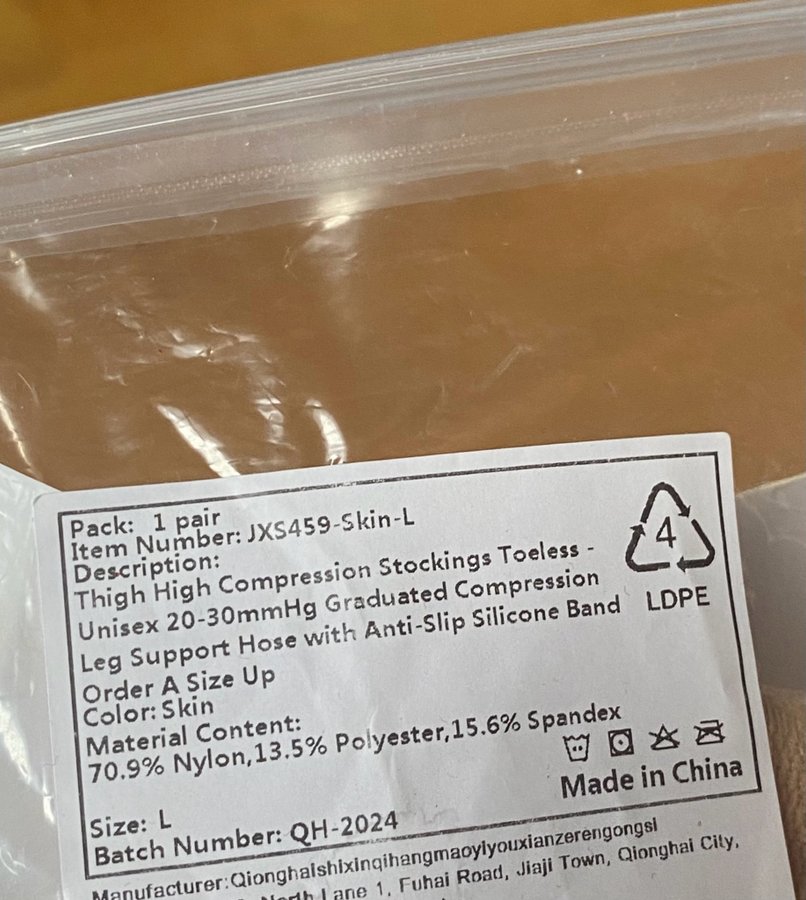 Pack: 1 pair
Item Number: JXS459-Skin-L
Description:
Thigh High Compression Stockings Toeless -
Unisex 20-30mmHg Graduated Compression
Leg Support Hose with Anti-Slip Silicone Band
Order A Size Up
Color: Skin
Material Content:
70.9% Nylon,13.5% Polyester,15.6% Spandex
4
LDPE
Made in China
Size: L
Batch Number: QH-2024
Manufacturer:Qionghaishixinqihangmaoyiyouxianzerengongsi
North Lane 1, Fuhai Road, Jiaji Town, Qionghai City,